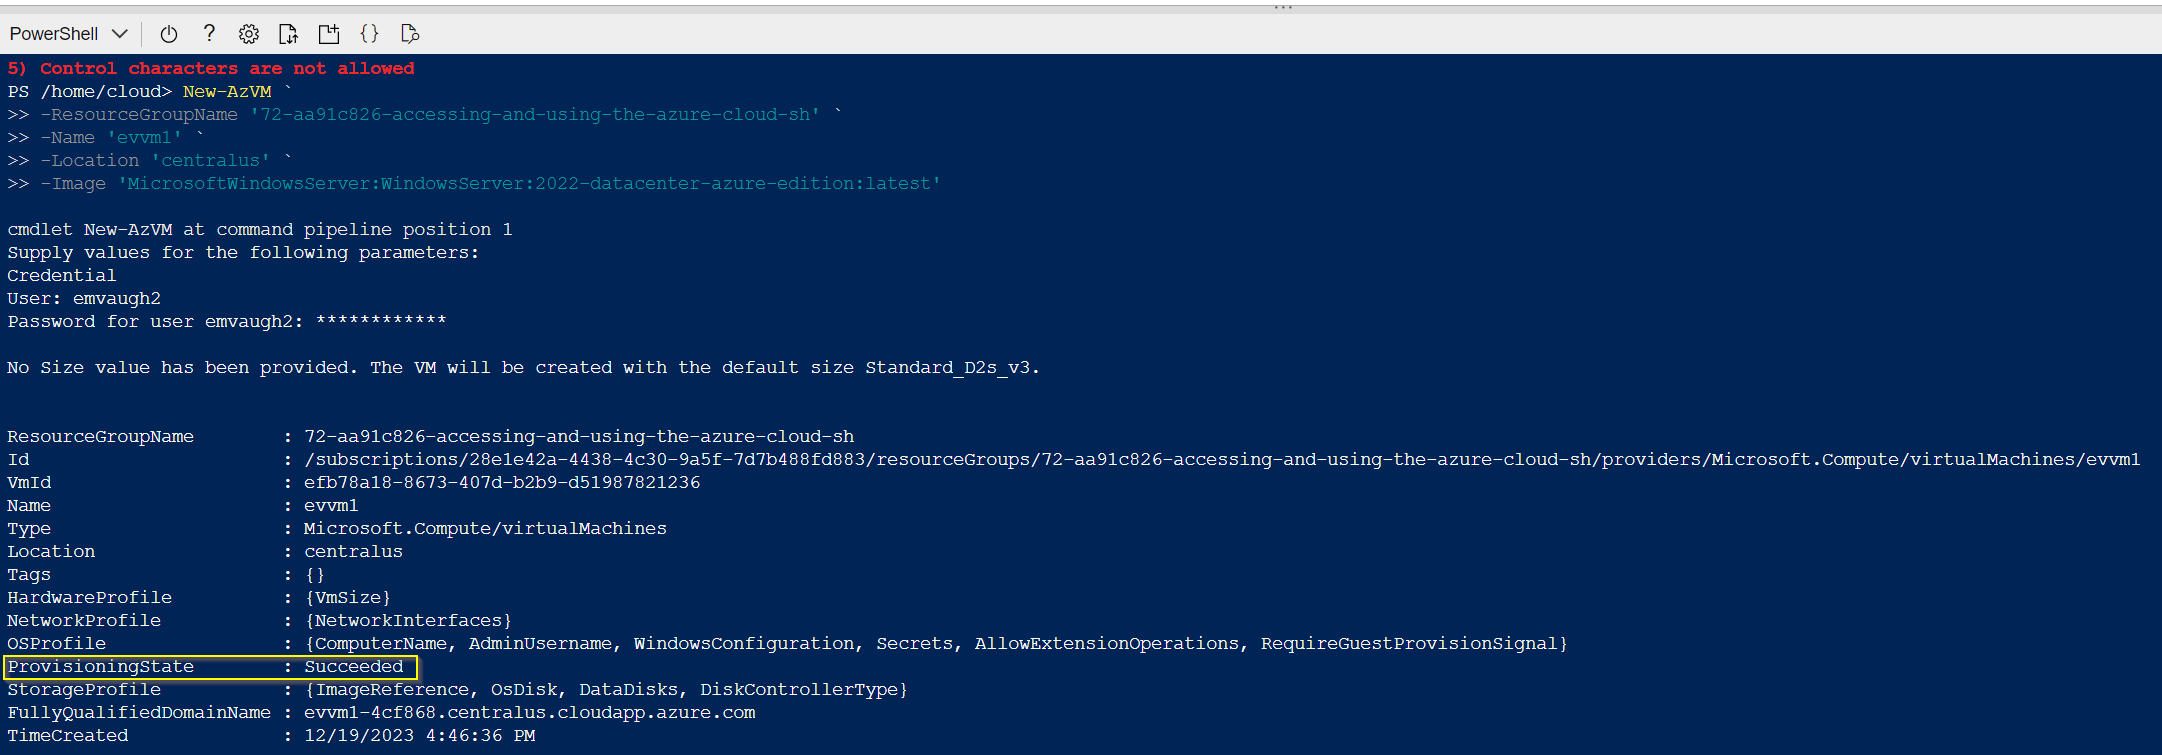 PowerShell
5) Control characters are not allowed
PS /home/cloud> New-AzVM `
>> -ResourceGroupName '72-aa91c826-accessing-and-using-the-azure-cloud-sh' `
>> -Name 'evvm1' `
>> -Location 'centralus' `
>> -Image 'MicrosoftWindowsServer:WindowsServer:2022-datacenter-azure-edition:latest'
cmdlet New-AzVM at command pipeline position 1
Supply values for the following parameters:
Credential
User: emvaugh2
Password for user emvaugh2: ************
No Size value has been provided. The VM will be created with the default size Standard_D2s_v3.
ResourceGroupName : 72-aa91c826-accessing-and-using-the-azure-cloud-sh
Id : /subscriptions/28e1e42a-4438-4c30-9a5f-7d7b488fd883/resourceGroups/72-aa91c826-accessing-and-using-the-azure-cloud-sh/providers/Microsoft.Compute/virtualMachines/evvm1
VmId : efb78a18-8673-407d-b2b9-d51987821236
Name : evvm1
Type : Microsoft.Compute/virtualMachines
Location : centralus
Tags : {}
HardwareProfile : {VmSize}
NetworkProfile : {NetworkInterfaces}
OSProfile : {ComputerName, AdminUsername, WindowsConfiguration, Secrets, AllowExtensionOperations, RequireGuestProvisionSignal}
ProvisioningState : Succeeded
StorageProfile : {ImageReference, OsDisk, DataDisks, DiskControllerType}
FullyQualifiedDomainName : evvm1-4cf868.centralus.cloudapp.azure.com
TimeCreated : 12/19/2023 4:46:36 PM